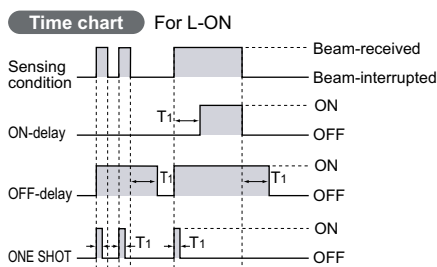 Time chart For L-ON
Sensing condition
Beam-received
Beam-interrupted
ON-delay
T1
ON
OFF
OFF-delay
T1
T1
ON
OFF
ONE SHOT
T1
T1
ON
OFF